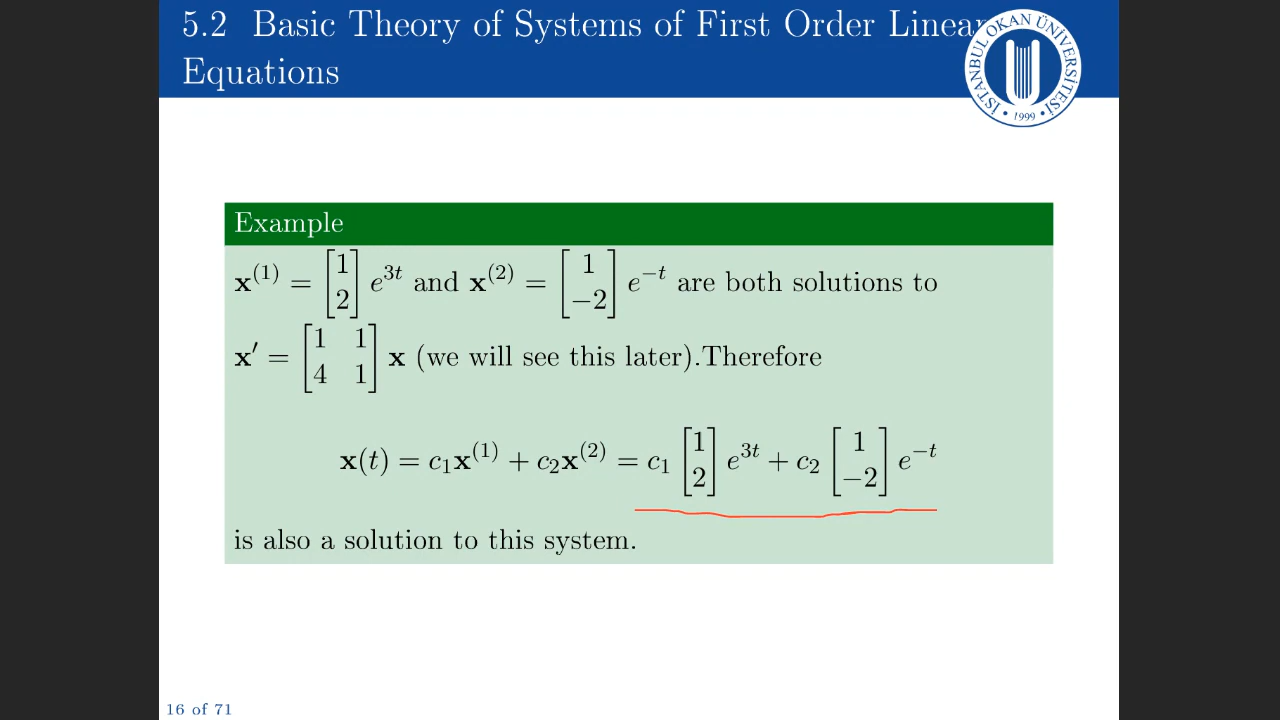 5.2 Basic Theory of Systems of First Order Linear
Equations
İSTANBUL OKAN ÜNİVERSİTESİ
• 1999 •
Example
x⁽¹⁾ = [1; 2] e³ᵗ and x⁽²⁾ = [1; −2] e⁻ᵗ are both solutions to
x′ = [1 1; 4 1] x (we will see this later).Therefore
x(t) = c₁x⁽¹⁾ + c₂x⁽²⁾ = c₁ [1; 2] e³ᵗ + c₂ [1; −2] e⁻ᵗ
is also a solution to this system.
16 of 71